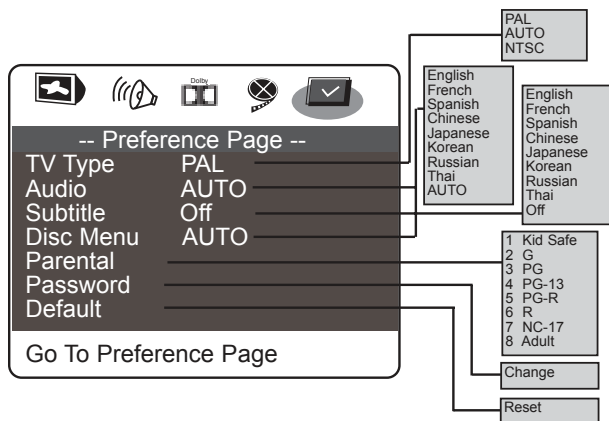 Dolby
-- Preference Page --
TV Type PAL
Audio AUTO
Subtitle Off
Disc Menu AUTO
Parental
Password
Default
Go To Preference Page
PAL
AUTO
NTSC
English
French
Spanish
Chinese
Japanese
Korean
Russian
Thai
AUTO
English
French
Spanish
Chinese
Japanese
Korean
Russian
Thai
Off
1 Kid Safe
2 G
3 PG
4 PG-13
5 PG-R
6 R
7 NC-17
8 Adult
Change
Reset